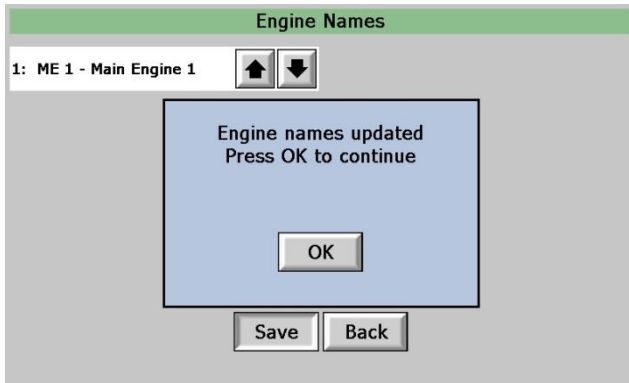 Engine Names
1: ME 1 - Main Engine 1
Engine names updated
Press OK to continue
OK
Save Back